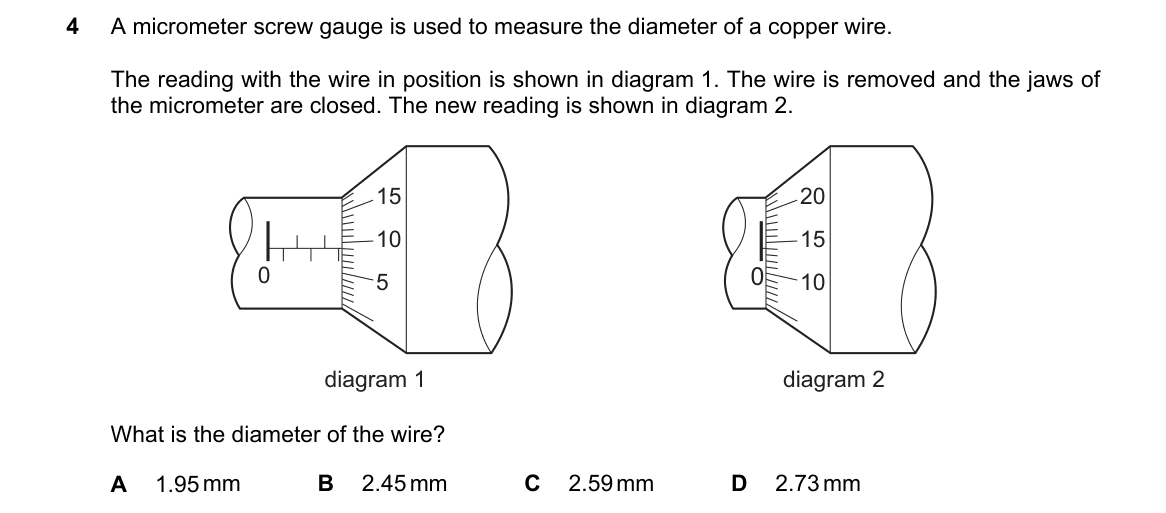 4 A micrometer screw gauge is used to measure the diameter of a copper wire.
The reading with the wire in position is shown in diagram 1. The wire is removed and the jaws of
the micrometer are closed. The new reading is shown in diagram 2.
15
10
5
0
diagram 1
20
15
10
0
diagram 2
What is the diameter of the wire?
A 1.95 mm B 2.45 mm C 2.59 mm D 2.73 mm